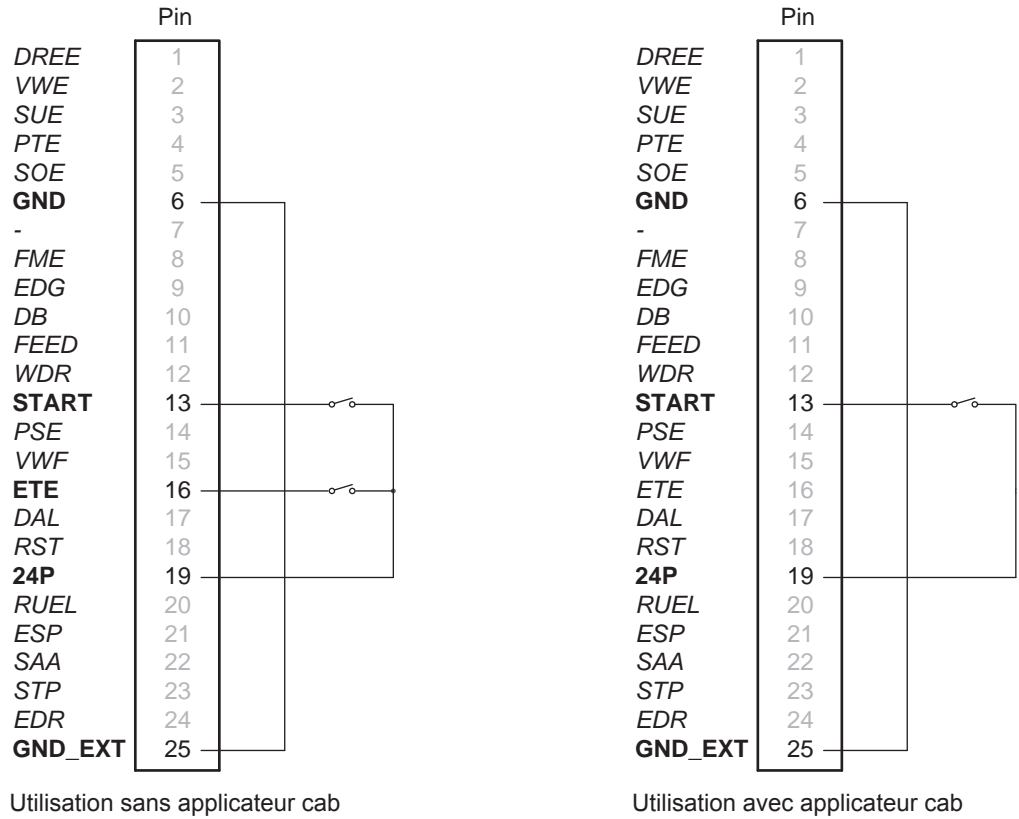 Pin
DREE 1
VWE 2
SUE 3
PTE 4
SOE 5
GND 6
- 7
FME 8
EDG 9
DB 10
FEED 11
WDR 12
START 13
PSE 14
VWF 15
ETE 16
DAL 17
RST 18
24P 19
RUEL 20
ESP 21
SAA 22
STP 23
EDR 24
GND_EXT 25
Utilisation sans applicateur cab
Pin
DREE 1
VWE 2
SUE 3
PTE 4
SOE 5
GND 6
- 7
FME 8
EDG 9
DB 10
FEED 11
WDR 12
START 13
PSE 14
VWF 15
ETE 16
DAL 17
RST 18
24P 19
RUEL 20
ESP 21
SAA 22
STP 23
EDR 24
GND_EXT 25
Utilisation avec applicateur cab